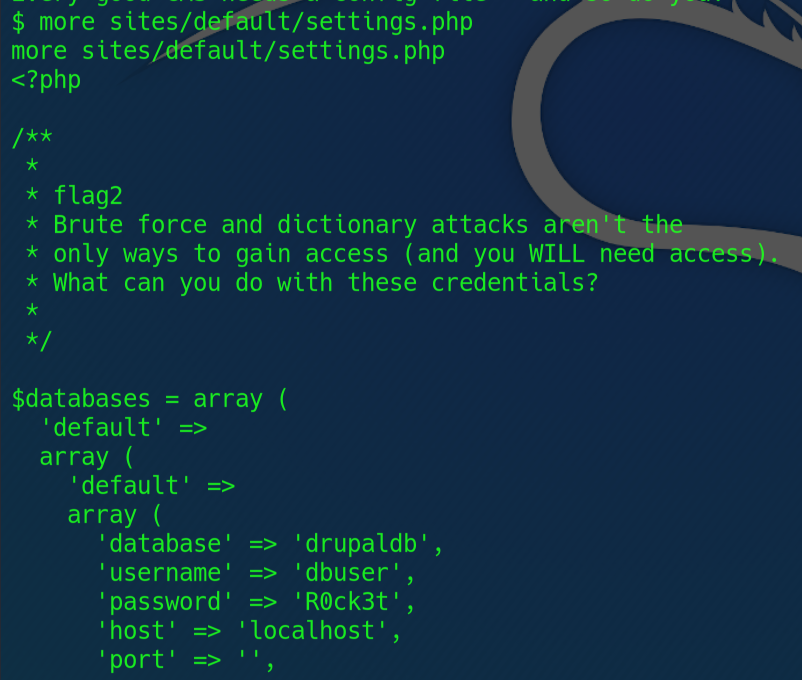 $ more sites/default/settings.php
more sites/default/settings.php
<?php

/**
 *
 * flag2
 * Brute force and dictionary attacks aren't the
 * only ways to gain access (and you WILL need access).
 * What can you do with these credentials?
 *
 */

$databases = array (
  'default' =>
  array (
    'default' =>
    array (
      'database' => 'drupaldb',
      'username' => 'dbuser',
      'password' => 'R0ck3t',
      'host' => 'localhost',
      'port' => '',